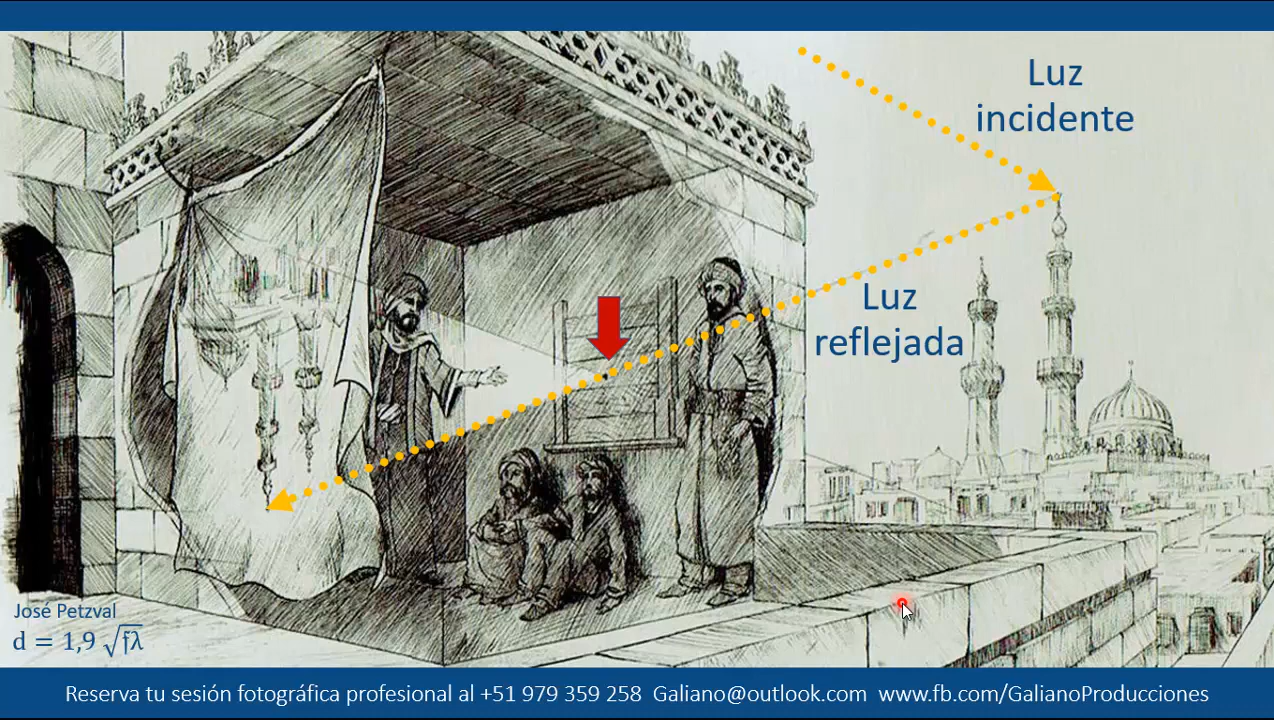 Luz
incidente
Luz
reflejada
José Petzval
d = 1,9 √fλ
Reserva tu sesión fotográfica profesional al +51 979 359 258 Galiano@outlook.com www.fb.com/GalianoProducciones